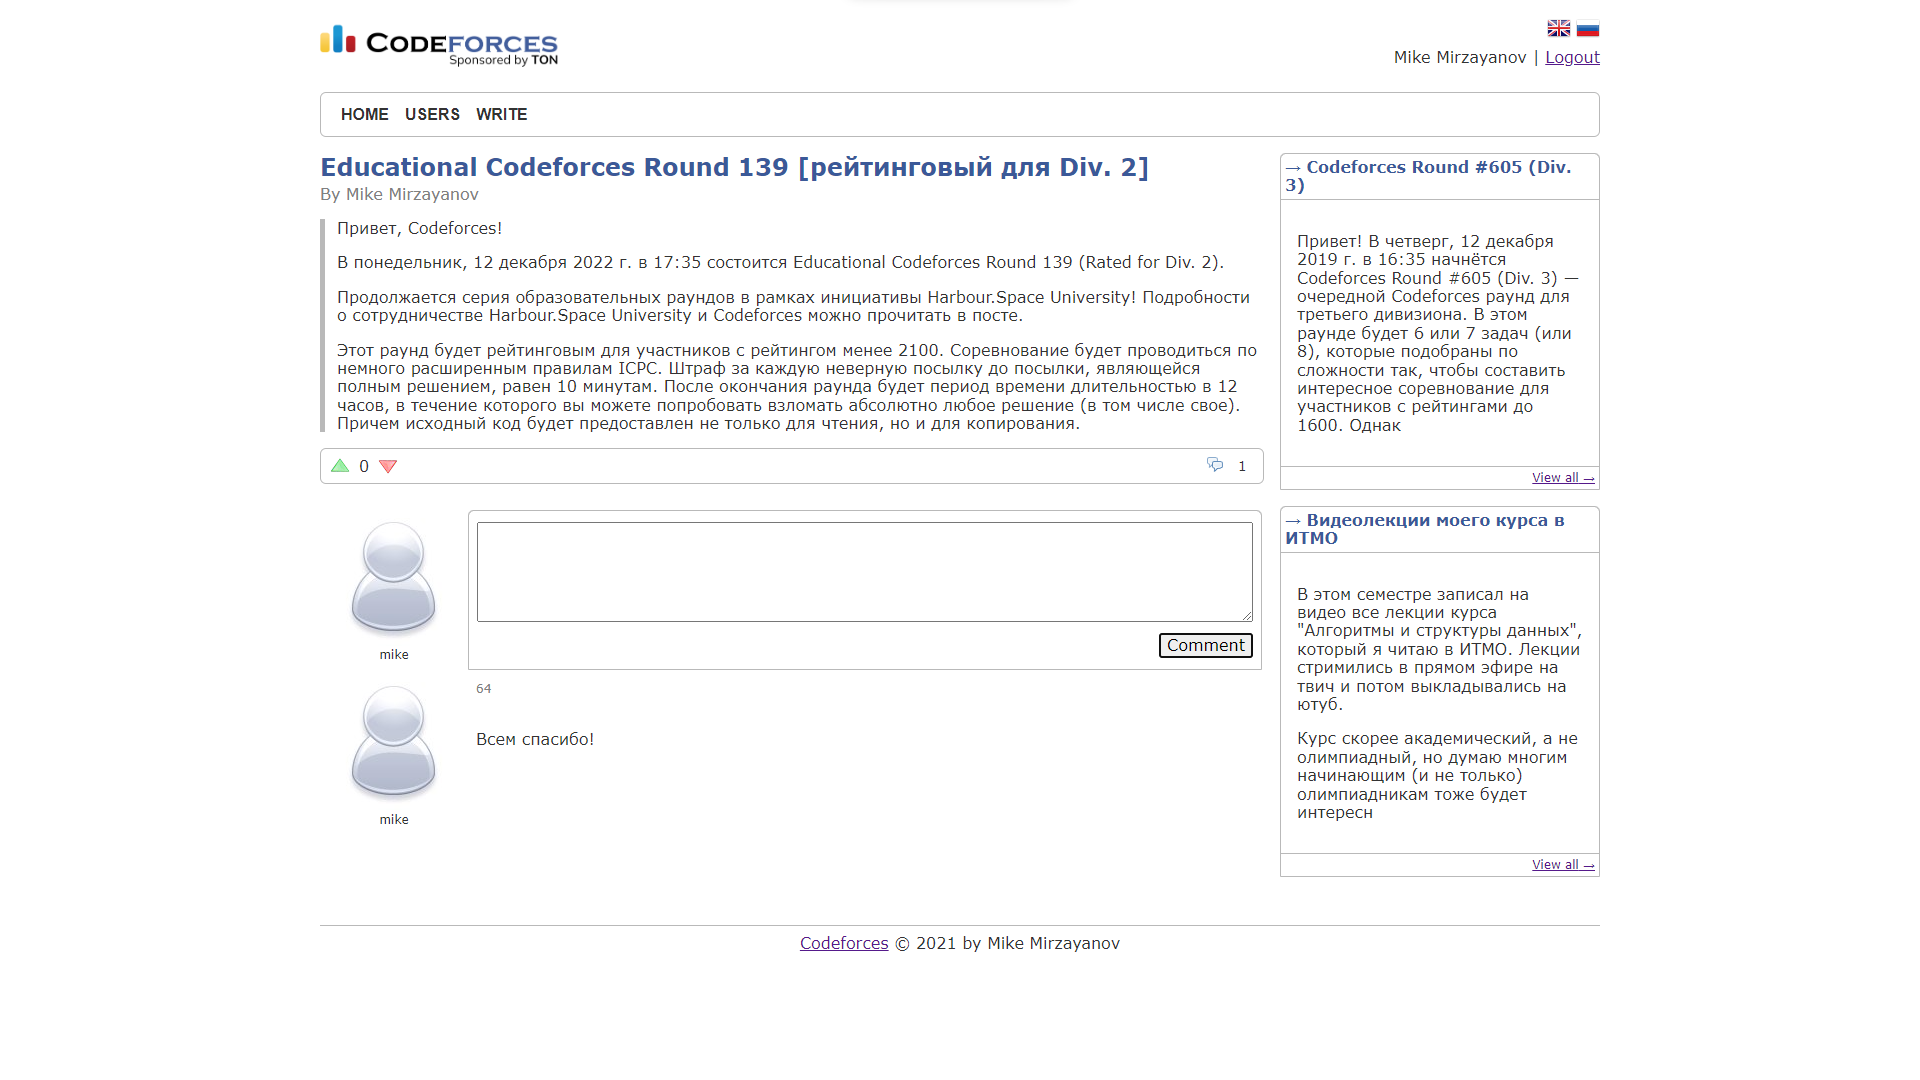 CODEFORCES
Sponsored by TON
Mike Mirzayanov | Logout
HOME USERS WRITE
Educational Codeforces Round 139 [рейтинговый для Div. 2]
By Mike Mirzayanov
Привет, Codeforces!
В понедельник, 12 декабря 2022 г. в 17:35 состоится Educational Codeforces Round 139 (Rated for Div. 2).
Продолжается серия образовательных раундов в рамках инициативы Harbour.Space University! Подробности
о сотрудничестве Harbour.Space University и Codeforces можно прочитать в посте.
Этот раунд будет рейтинговым для участников с рейтингом менее 2100. Соревнование будет проводиться по
немного расширенным правилам ICPC. Штраф за каждую неверную посылку до посылки, являющейся
полным решением, равен 10 минутам. После окончания раунда будет период времени длительностью в 12
часов, в течение которого вы можете попробовать взломать абсолютно любое решение (в том числе свое).
Причем исходный код будет предоставлен не только для чтения, но и для копирования.
0
1
mike
Comment
64
Всем спасибо!
mike
→ Codeforces Round #605 (Div.
3)
Привет! В четверг, 12 декабря
2019 г. в 16:35 начнётся
Codeforces Round #605 (Div. 3) —
очередной Codeforces раунд для
третьего дивизиона. В этом
раунде будет 6 или 7 задач (или
8), которые подобраны по
сложности так, чтобы составить
интересное соревнование для
участников с рейтингами до
1600. Однак
View all →
→ Видеолекции моего курса в
ИТМО
В этом семестре записал на
видео все лекции курса
"Алгоритмы и структуры данных",
который я читаю в ИТМО. Лекции
стримились в прямом эфире на
твич и потом выкладывались на
ютуб.
Курс скорее академический, а не
олимпиадный, но думаю многим
начинающим (и не только)
олимпиадникам тоже будет
интересн
View all →
Codeforces © 2021 by Mike Mirzayanov